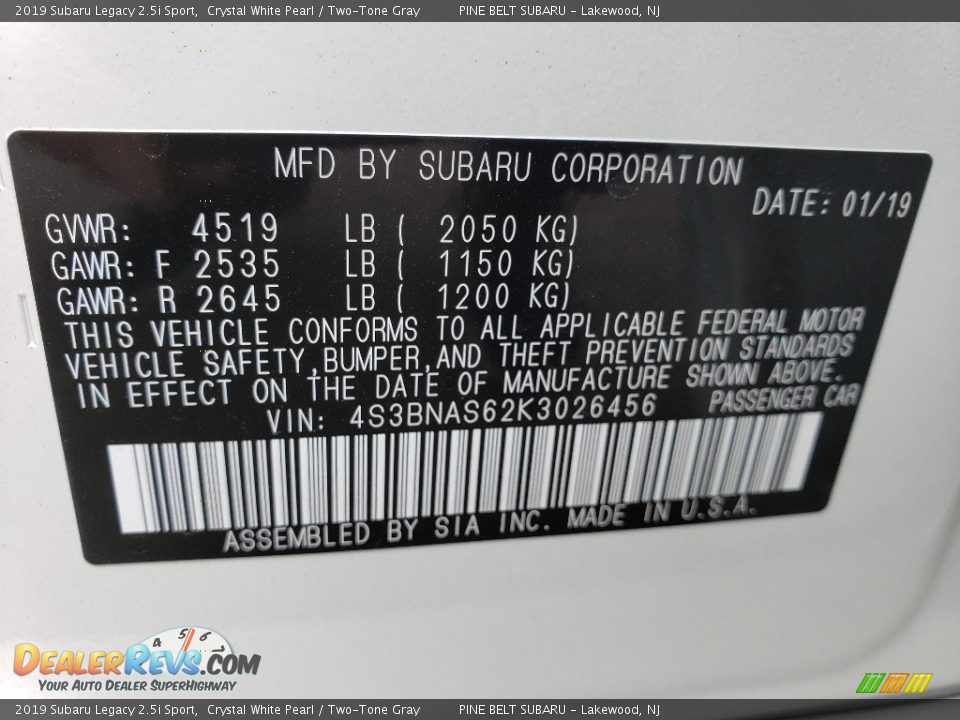 2019 Subaru Legacy 2.5i Sport, Crystal White Pearl / Two-Tone Gray PINE BELT SUBARU - Lakewood, NJ
MFD BY SUBARU CORPORATION
DATE: 01/19
GVWR: 4519 LB ( 2050 KG)
GAWR: F 2535 LB ( 1150 KG)
GAWR: R 2645 LB ( 1200 KG)
THIS VEHICLE CONFORMS TO ALL APPLICABLE FEDERAL MOTOR
VEHICLE SAFETY,BUMPER,AND THEFT PREVENTION STANDARDS
IN EFFECT ON THE DATE OF MANUFACTURE SHOWN ABOVE.
VIN: 4S3BNAS62K3026456 PASSENGER CAR
ASSEMBLED BY SIA INC. MADE IN U.S.A.
4 5 6 7
DEALERREVS.COM
YOUR AUTO DEALER SUPERHIGHWAY
2019 Subaru Legacy 2.5i Sport, Crystal White Pearl / Two-Tone Gray PINE BELT SUBARU - Lakewood, NJ